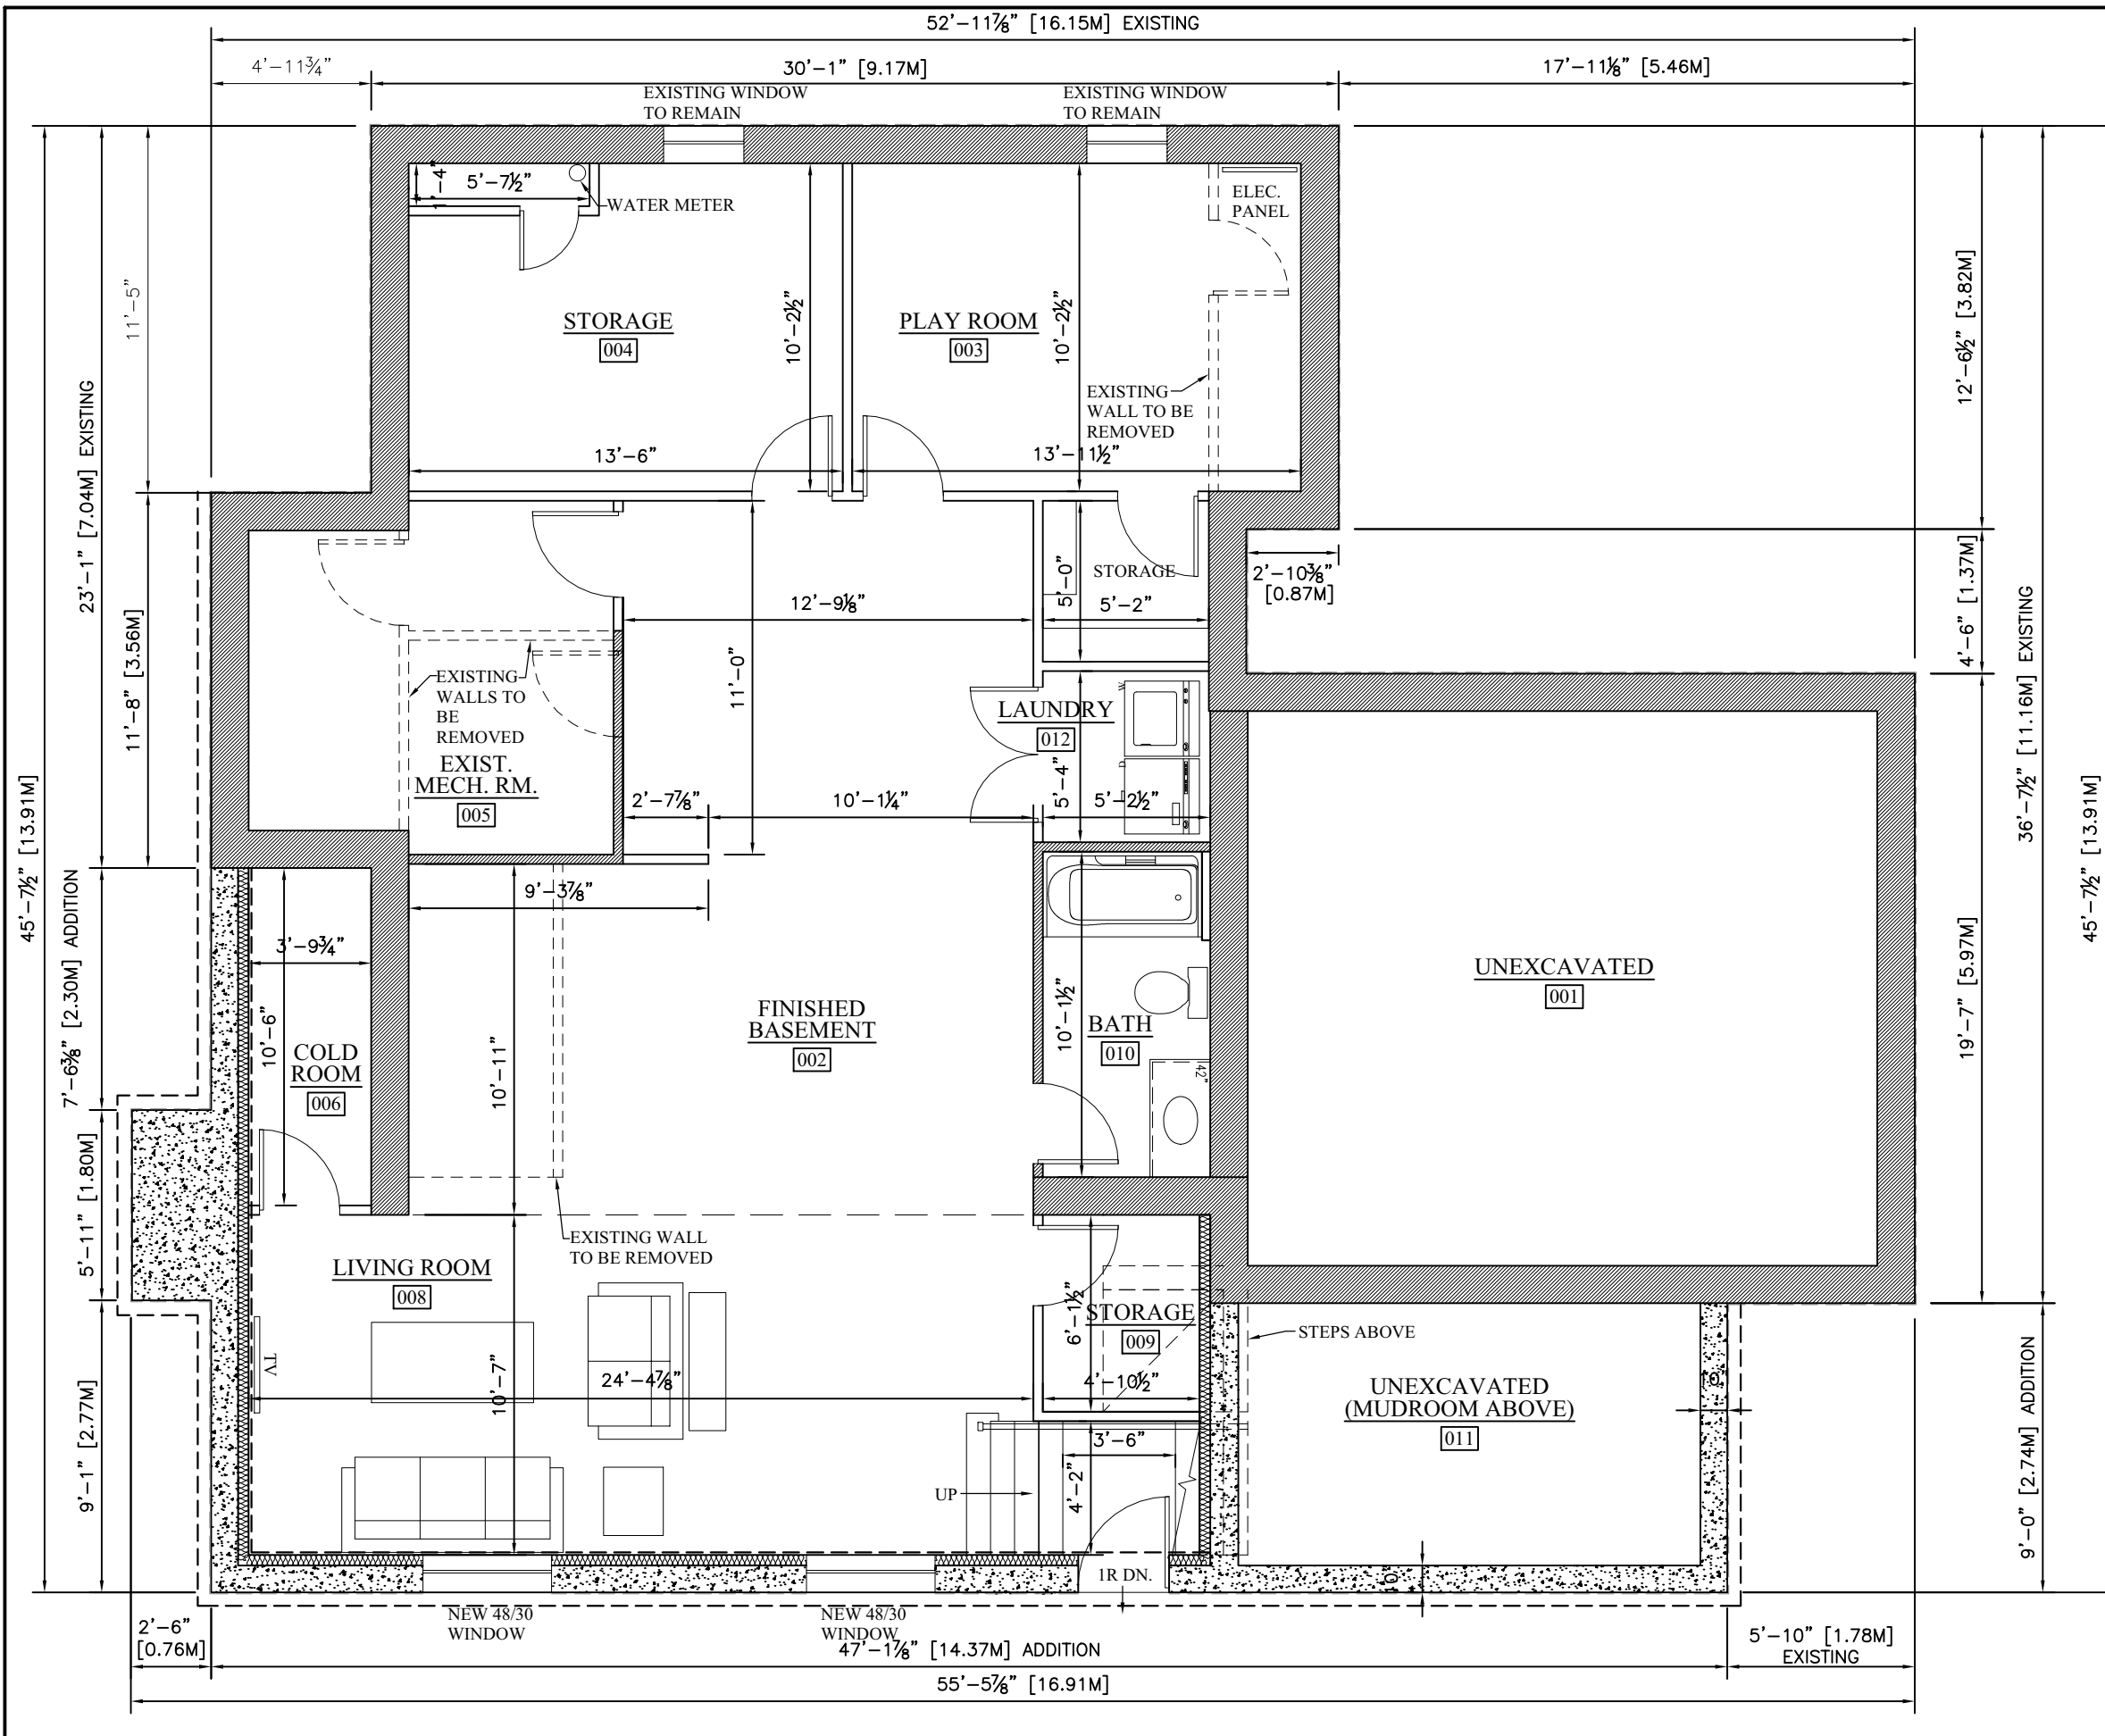 52'-11⅞" [16.15M] EXISTING
4'-11¾"
30'-1" [9.17M]
17'-11⅛" [5.46M]
EXISTING WINDOW
TO REMAIN
EXISTING WINDOW
TO REMAIN
5'-7½"
WATER METER
ELEC.
PANEL
11'-5"
12'-6½" [3.82M]
STORAGE
004
10'-2½"
PLAY ROOM
003
10'-2½"
EXISTING
WALL TO BE
REMOVED
13'-6"
13'-11½"
23'-1" [7.04M] EXISTING
11'-8" [3.56M]
STORAGE
5'-0"
5'-2"
2'-10⅜"
[0.87M]
4'-6" [1.37M]
12'-9⅛"
11'-0"
EXISTING
WALLS TO
BE
REMOVED
EXIST.
MECH. RM.
005
LAUNDRY
012
5'-4"
5'-2½"
2'-7⅞"
10'-1¼"
36'-7½" [11.16M] EXISTING
45'-7½" [13.91M]
45'-7½" [13.91M]
9'-3⅞"
7'-6⅜" [2.30M] ADDITION
3'-9¾"
10'-6"
COLD
ROOM
006
10'-11"
FINISHED
BASEMENT
002
10'-1½"
BATH
010
42"
UNEXCAVATED
001
19'-7" [5.97M]
5'-11" [1.80M]
EXISTING WALL
TO BE REMOVED
LIVING ROOM
008
TV
10'-7"
24'-4⅞"
6'-1½"
STORAGE
009
4'-10½"
STEPS ABOVE
UNEXCAVATED
(MUDROOM ABOVE)
011
10"
9'-1" [2.77M]
9'-0" [2.74M] ADDITION
3'-6"
4'-2"
UP
1R DN.
10"
NEW 48/30
WINDOW
NEW 48/30
WINDOW
2'-6"
[0.76M]
47'-1⅞" [14.37M] ADDITION
5'-10" [1.78M]
EXISTING
55'-5⅞" [16.91M]